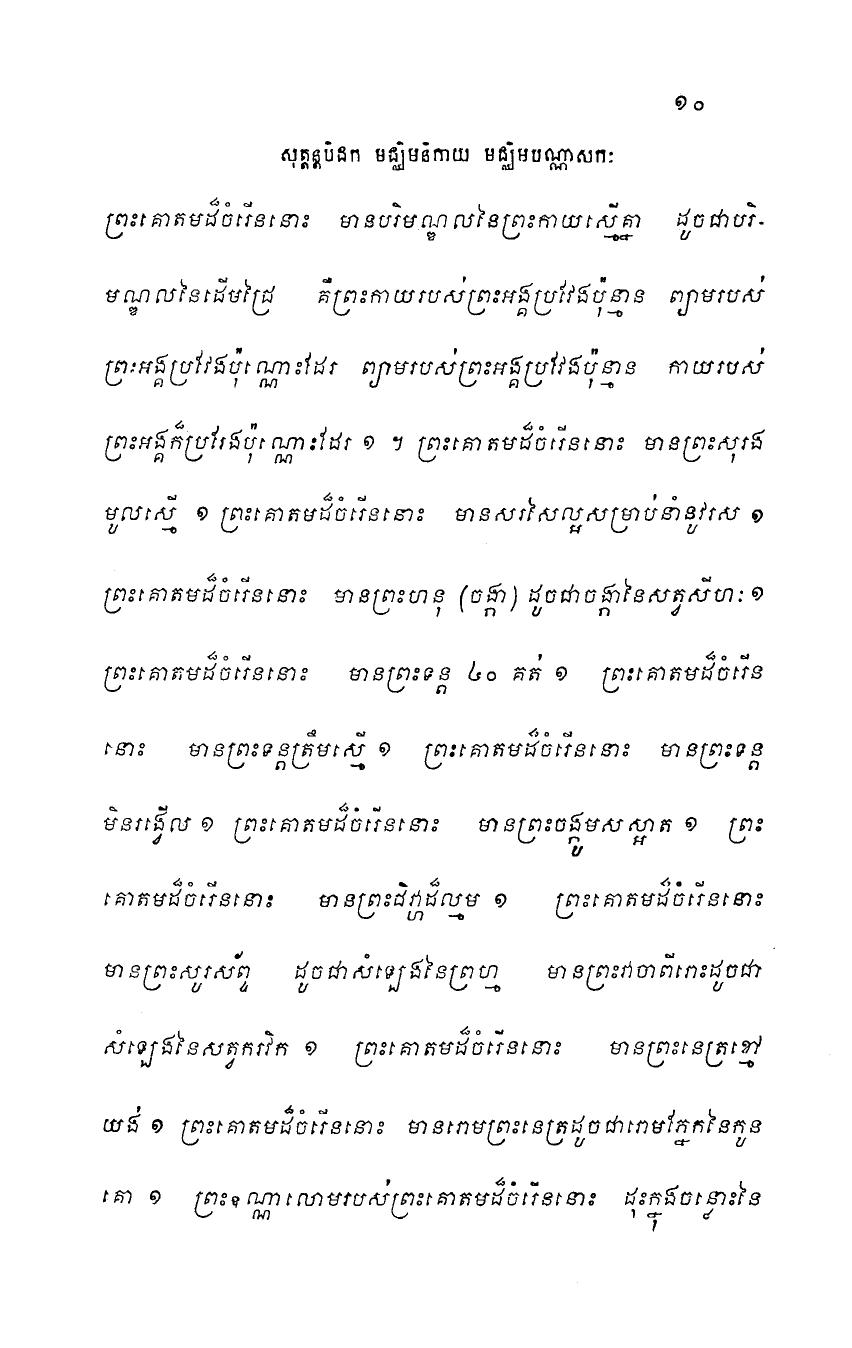 ១០
សុត្តន្តបិដក មជ្ឈិមនិកាយ មជ្ឈិមបណ្ណាសកៈ
ព្រះគោតមដ៏ចំរើននោះ មានបរិមណ្ឌលនៃព្រះកាយស្មើគ្នា ដូចជាបរិ-
មណ្ឌលនៃដើមជ្រៃ គឺព្រះកាយរបស់ព្រះអង្គប្រវែងប៉ុន្មាន ព្យាមរបស់
ព្រះអង្គប្រវែងប៉ុណ្ណោះដែរ ព្យាមរបស់ព្រះអង្គប្រវែងប៉ុន្មាន កាយរបស់
ព្រះអង្គក៏ប្រវែងប៉ុណ្ណោះដែរ ១ ។ ព្រះគោតមដ៏ចំរើននោះ មានព្រះសុរង
មូលស្មើ ១ ព្រះគោតមដ៏ចំរើននោះ មានសរសៃល្អសម្រាប់នាំនូវរស ១
ព្រះគោតមដ៏ចំរើននោះ មានព្រះហនុ (ចង្កា) ដូចជាចង្កានៃសត្វសីហៈ ១
ព្រះគោតមដ៏ចំរើននោះ មានព្រះទន្ត ៤០ គត់ ១ ព្រះគោតមដ៏ចំរើន
នោះ មានព្រះទន្តត្រឹមស្មើ ១ ព្រះគោតមដ៏ចំរើននោះ មានព្រះទន្ត
មិនរង្វើល ១ ព្រះគោតមដ៏ចំរើននោះ មានព្រះចង្កូមសស្អាត ១ ព្រះ
គោតមដ៏ចំរើននោះ មានព្រះជិវ្ហដ៏ល្មម ១ ព្រះគោតមដ៏ចំរើននោះ
មានព្រះសូរសព្ទ ដូចជាសំឡេងនៃព្រហ្ម មានព្រះវាចាពីរោះដូចជា
សំឡេងនៃសត្វករវិក ១ ព្រះគោតមដ៏ចំរើននោះ មានព្រះនេត្រខ្មៅ
យង់ ១ ព្រះគោតមដ៏ចំរើននោះ មានរោមព្រះនេត្រដូចជារោមភ្នែកនៃកូន
គោ ១ ព្រះឧណ្ណាលោមរបស់ព្រះគោតមដ៏ចំរើននោះ ដុះក្នុងចន្លោះនៃ